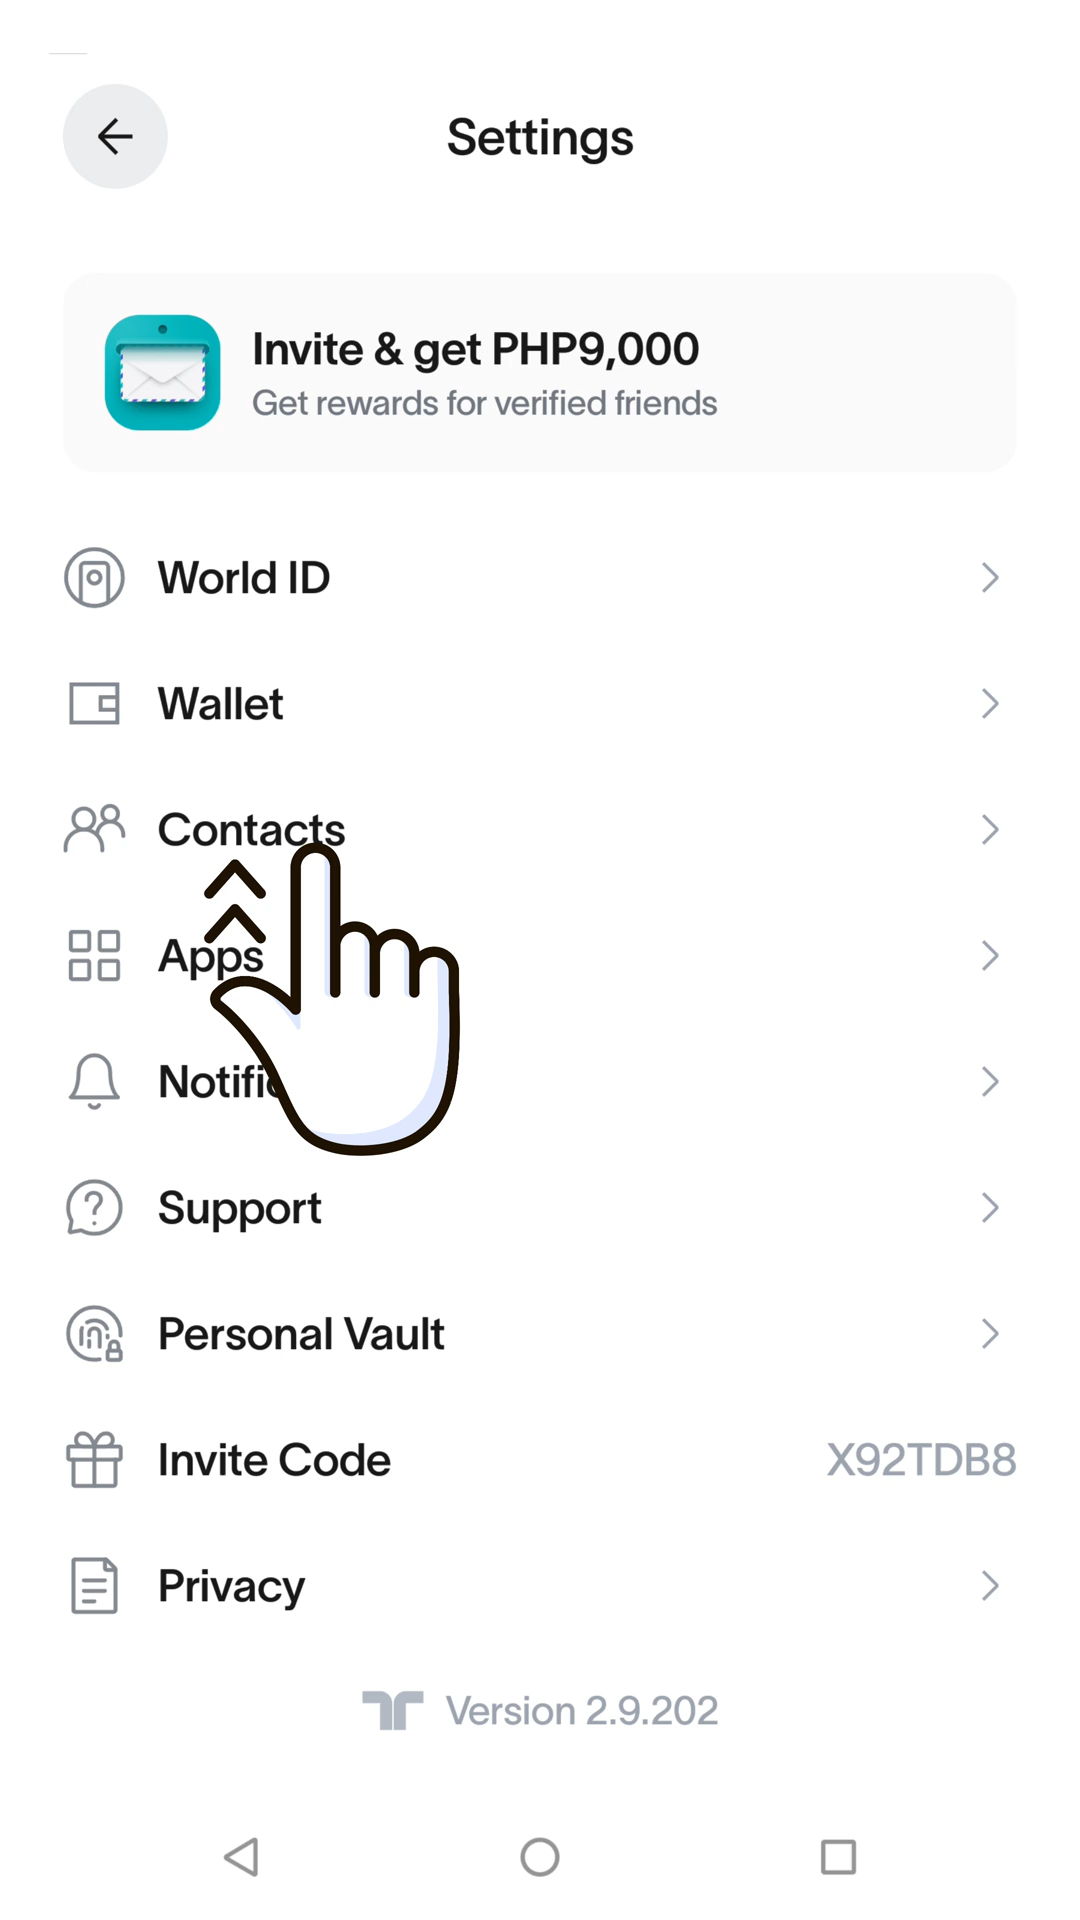 Settings
Invite & get PHP9,000
Get rewards for verified friends
World ID
Wallet
Contacts
Apps
Support
Personal Vault
Invite Code X92TDB8
Privacy
Version 2.9.202